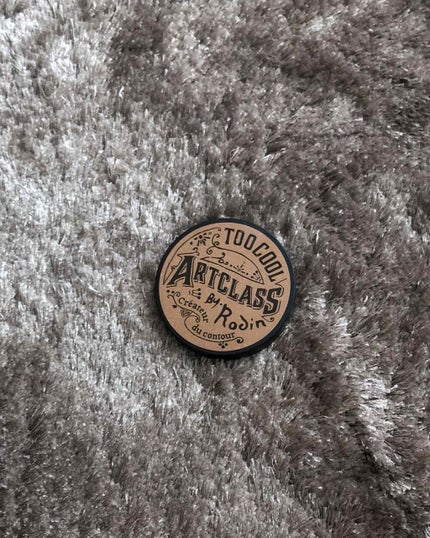 TOOCOOL
ARTCLASS
By. Rodin
Créateur
du contour